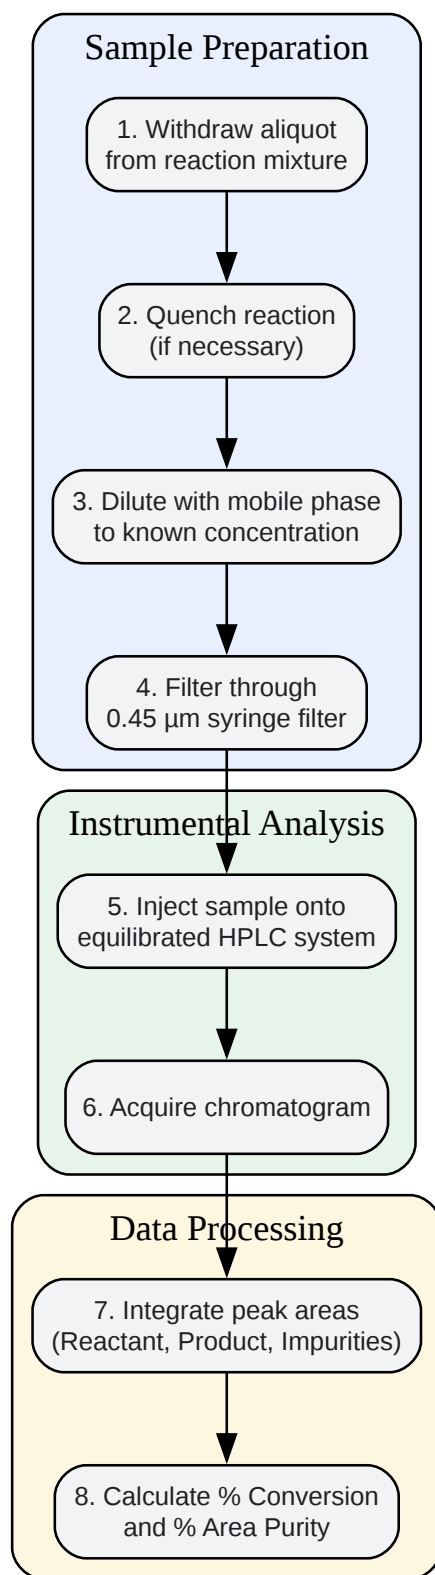 Sample Preparation
1. Withdraw aliquot
from reaction mixture
2. Quench reaction
(if necessary)
3. Dilute with mobile phase
to known concentration
4. Filter through
0.45 µm syringe filter
Instrumental Analysis
5. Inject sample onto
equilibrated HPLC system
6. Acquire chromatogram
Data Processing
7. Integrate peak areas
(Reactant, Product, Impurities)
8. Calculate % Conversion
and % Area Purity